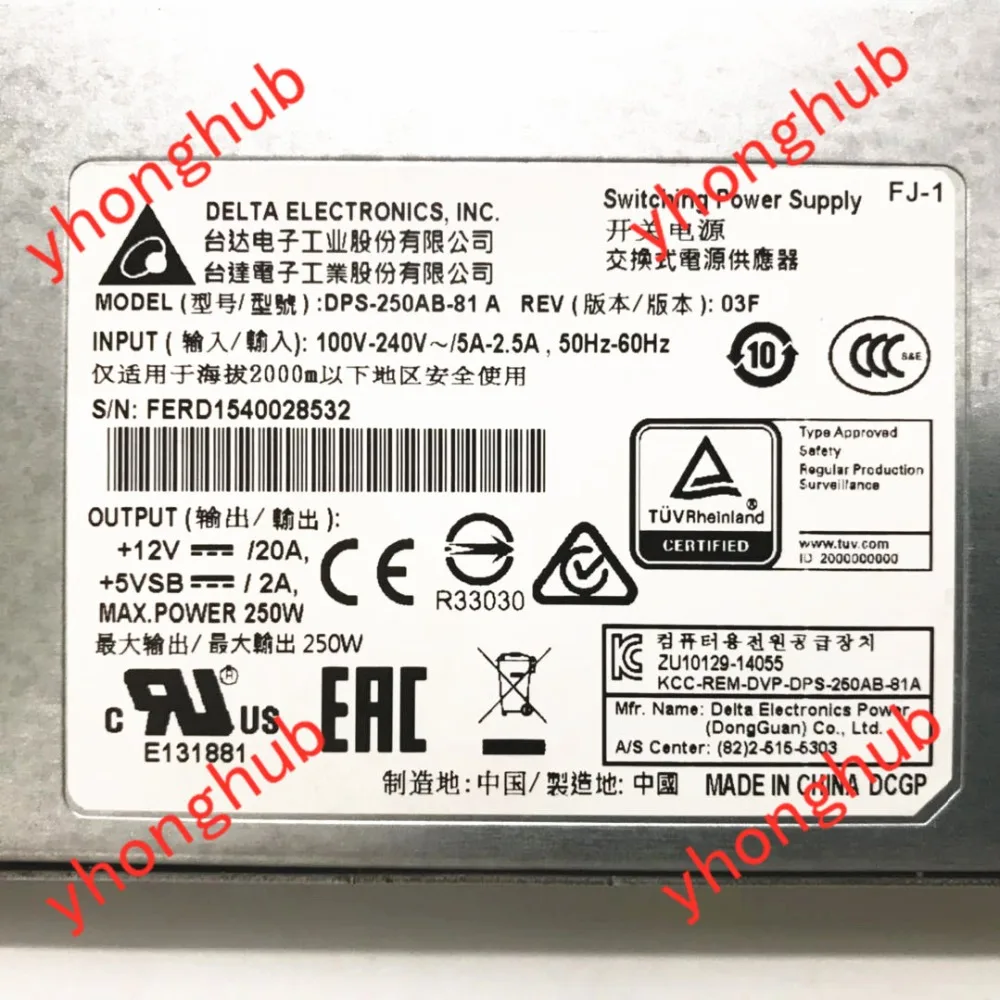 yhonghub
yhonghub
DELTA ELECTRONICS, INC.
台达电子工业股份有限公司
台達電子工業股份有限公司
Switching Power Supply FJ-1
开关电源
交換式電源供應器
MODEL (型号/型號):DPS-250AB-81 A REV (版本/版本): 03F
INPUT ( 输入/輸入): 100V-240V～/5A-2.5A , 50Hz-60Hz
仅适用于海拔2000m以下地区安全使用
10
CCC S&E
S/N: FERD1540028532
OUTPUT (输出/輸出):
+12V ⎓ /20A,
+5VSB ⎓ / 2A,
MAX.POWER 250W
最大输出/最大輸出 250W
CE
R33030
TÜVRheinland ®
CERTIFIED
Type Approved
Safety
Regular Production
Surveillance
www.tuv.com
ID 2000000000
컴퓨터용전원공급장치
ZU10129-14055
KCC-REM-DVP-DPS-250AB-81A
Mfr. Name: Delta Electronics Power
(DongGuan) Co., Ltd.
A/S Center: (82)2-515-5303
c RU ® US
E131881
EAC
制造地:中国/製造地:中國 MADE IN CHINA DCGP
yhonghub
yhonghub
yhonghub